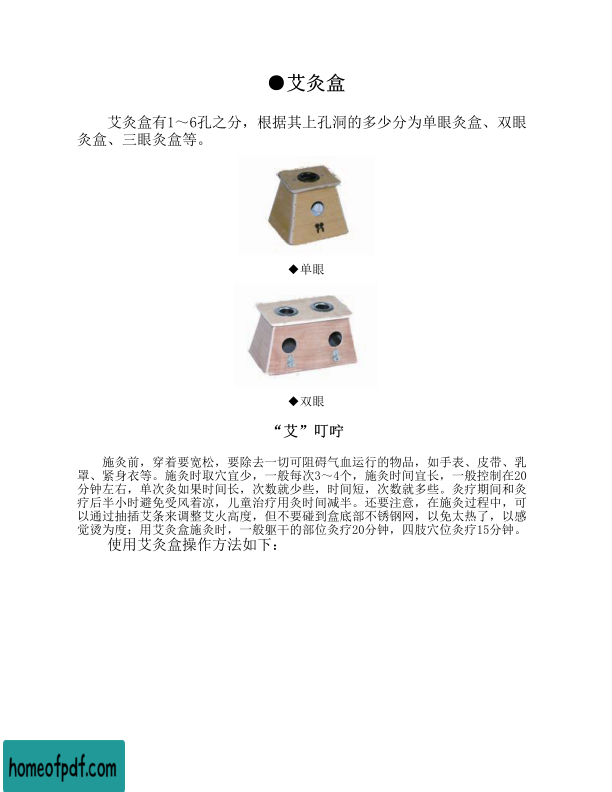 ●艾灸盒
艾灸盒有1～6孔之分，根据其上孔洞的多少分为单眼灸盒、双眼
灸盒、三眼灸盒等。
◆单眼
◆双眼
“艾”叮咛
施灸前，穿着要宽松，要除去一切可阻碍气血运行的物品，如手表、皮带、乳
罩、紧身衣等。施灸时取穴宜少，一般每次3～4个，施灸时间宜长，一般控制在20
分钟左右，单次灸如果时间长，次数就少些，时间短，次数就多些。灸疗期间和灸
疗后半小时避免受风着凉，儿童治疗用灸时间减半。还要注意，在施灸过程中，可
以通过抽插艾条来调整艾火高度，但不要碰到盒底部不锈钢网，以免太热了，以感
觉烫为度；用艾灸盒施灸时，一般躯干的部位灸疗20分钟，四肢穴位灸疗15分钟。
使用艾灸盒操作方法如下：
homeofpdf.com